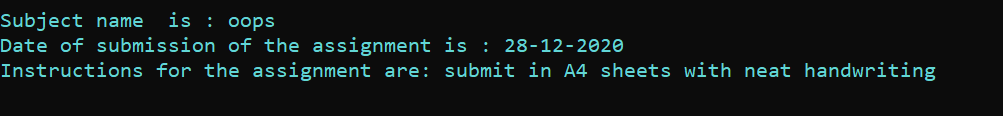 Subject name  is : oops
Date of submission of the assignment is : 28-12-2020
Instructions for the assignment are: submit in A4 sheets with neat handwriting